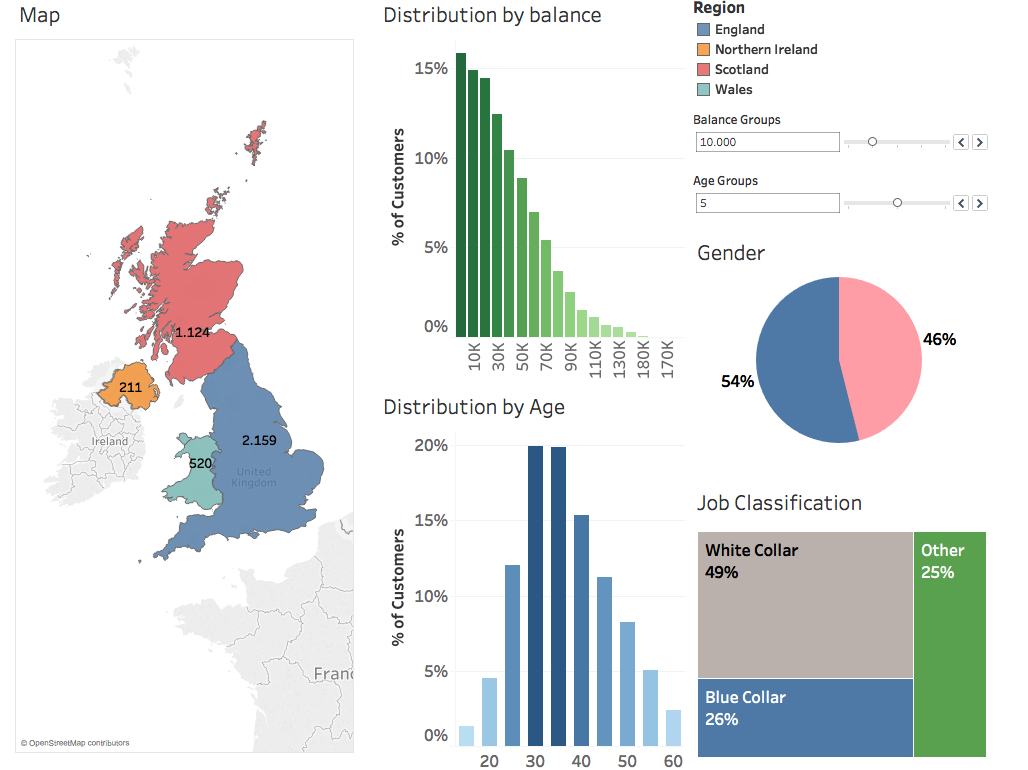 Map
1.124
211
Ireland
2.159
520
United
Kingdom
Franc
© OpenStreetMap contributors
Distribution by balance
% of Customers
15%
10%
5%
0%
10K
30K
50K
70K
90K
110K
130K
180K
170K
Distribution by Age
% of Customers
20%
15%
10%
5%
0%
20
30
40
50
60
Region
England
Northern Ireland
Scotland
Wales
Balance Groups
10.000
Age Groups
5
Gender
46%
54%
Job Classification
White Collar
49%
Other
25%
Blue Collar
26%